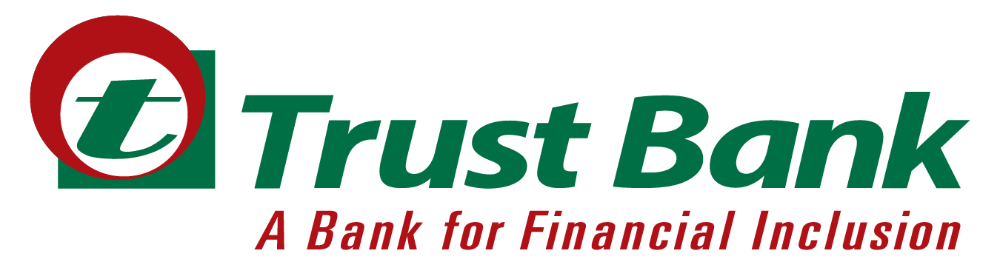 t
Trust Bank
A Bank for Financial Inclusion